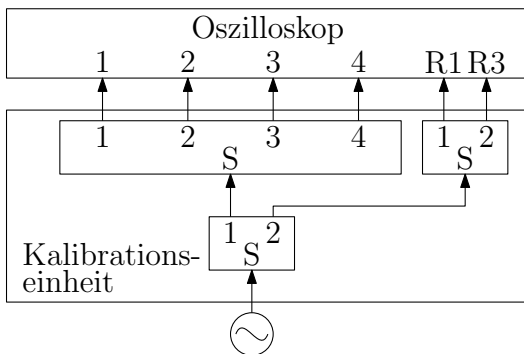 Oszilloskop
1 2 3 4 R1 R3
1 2 3 4 1 2
S S
1 2
S
Kalibrations-
einheit